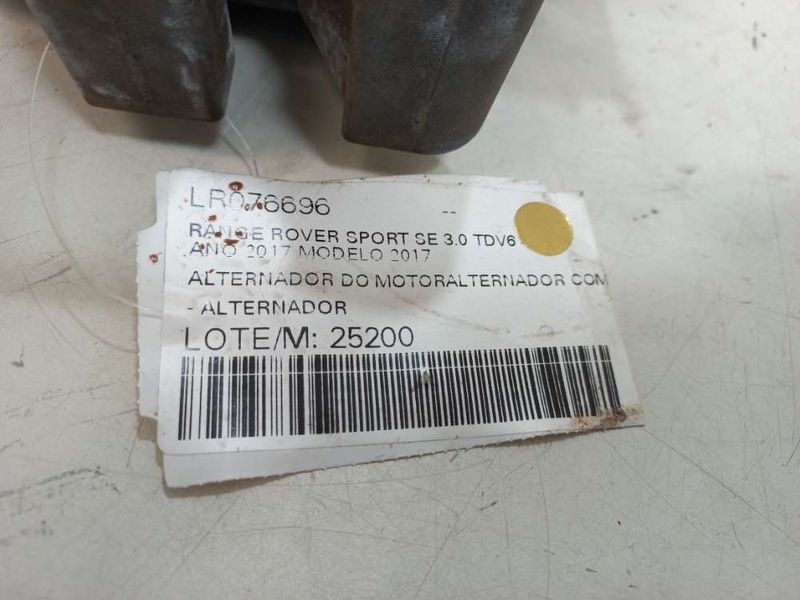 LR076696 --
RANGE ROVER SPORT SE 3.0 TDV6
ANO 2017 MODELO 2017
ALTERNADOR DO MOTORALTERNADOR COM
- ALTERNADOR
LOTE/M: 25200